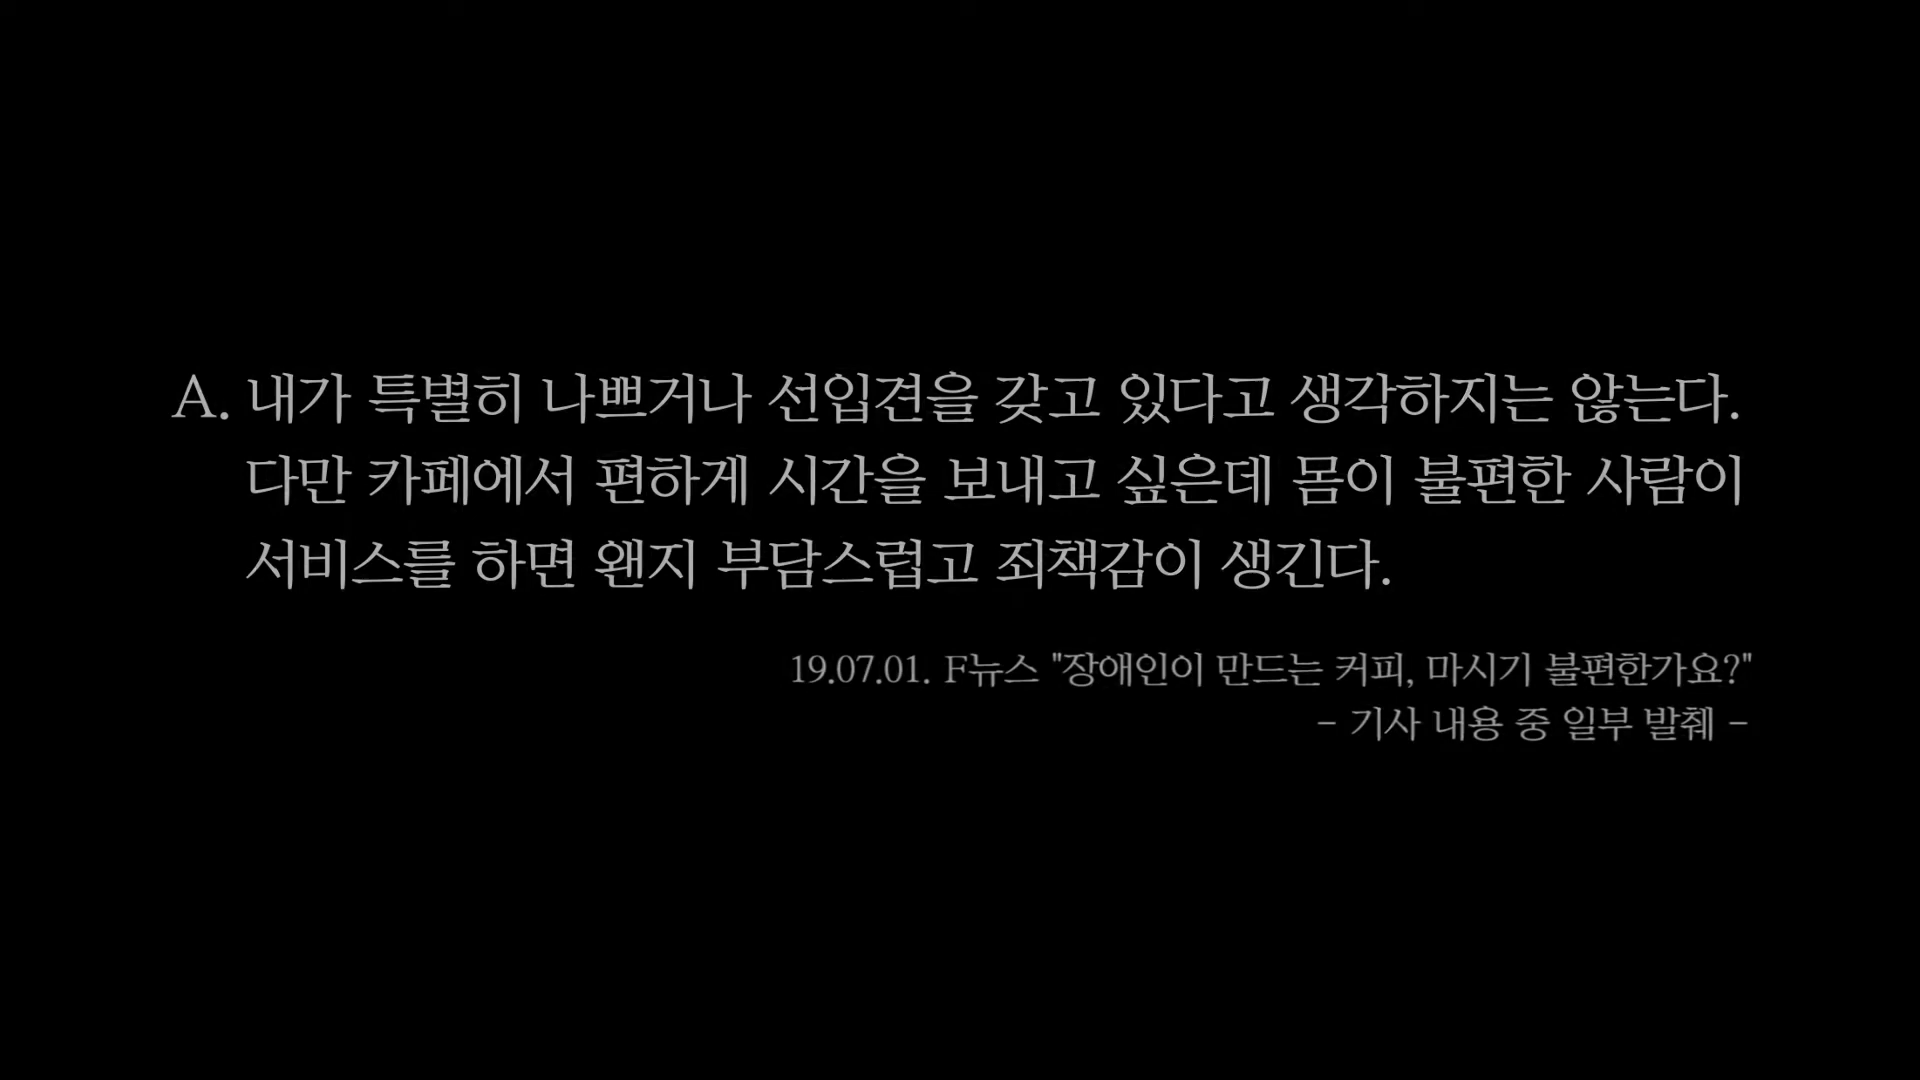 A. 내가 특별히 나쁘거나 선입견을 갖고 있다고 생각하지는 않는다.
다만 카페에서 편하게 시간을 보내고 싶은데 몸이 불편한 사람이
서비스를 하면 왠지 부담스럽고 죄책감이 생긴다.
19.07.01. F뉴스 "장애인이 만드는 커피, 마시기 불편한가요?"
- 기사 내용 중 일부 발췌 -